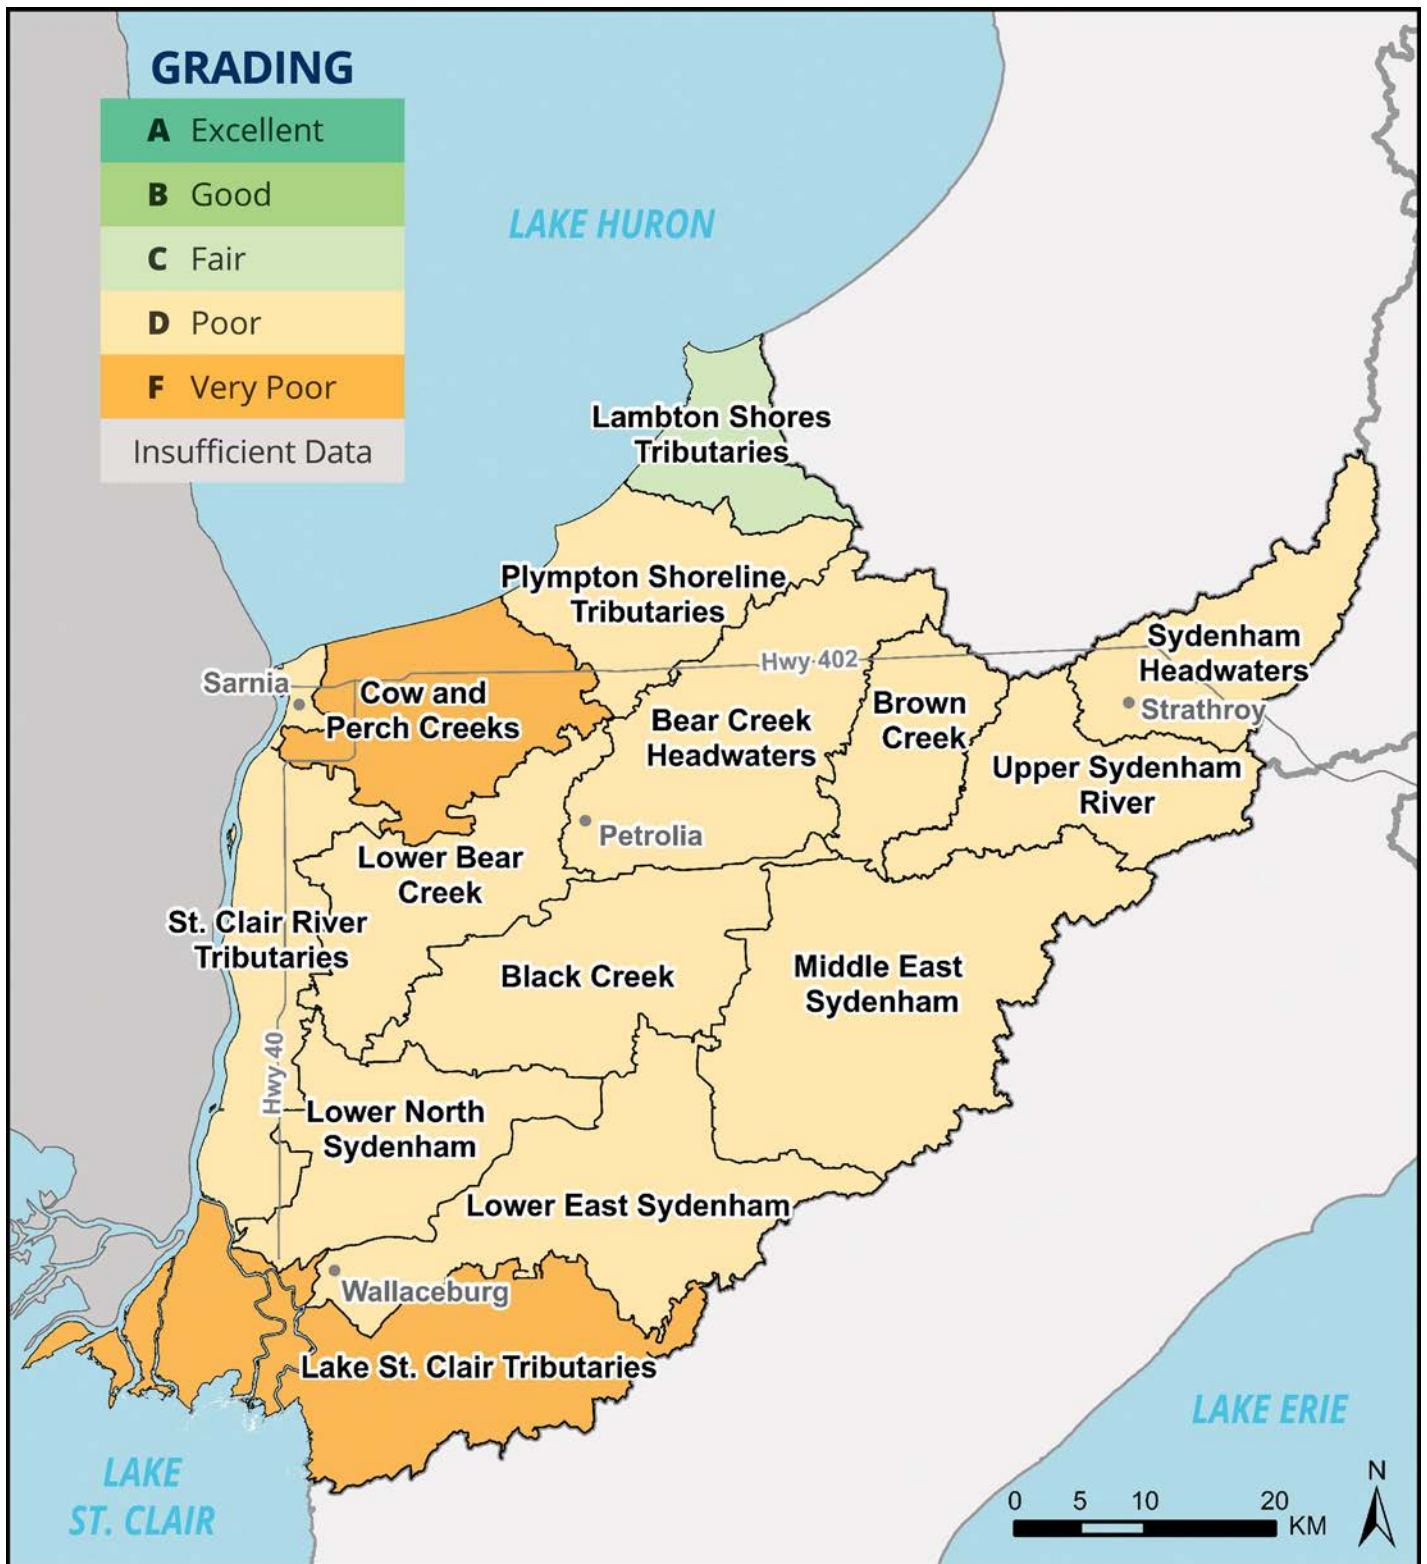 GRADING
A Excellent
B Good
C Fair
D Poor
F Very Poor
Insufficient Data
LAKE HURON
Lambton Shores
Tributaries
Plympton Shoreline
Tributaries
Hwy 402
Sydenham
Headwaters
Strathroy
Sarnia
Cow and
Perch Creeks
Bear Creek
Headwaters
Brown
Creek
Upper Sydenham
River
Petrolia
Lower Bear
Creek
St. Clair River
Tributaries
Black Creek
Middle East
Sydenham
Hwy 40
Lower North
Sydenham
Lower East Sydenham
Wallaceburg
Lake St. Clair Tributaries
LAKE
ST. CLAIR
LAKE ERIE
N
0 5 10 20
KM